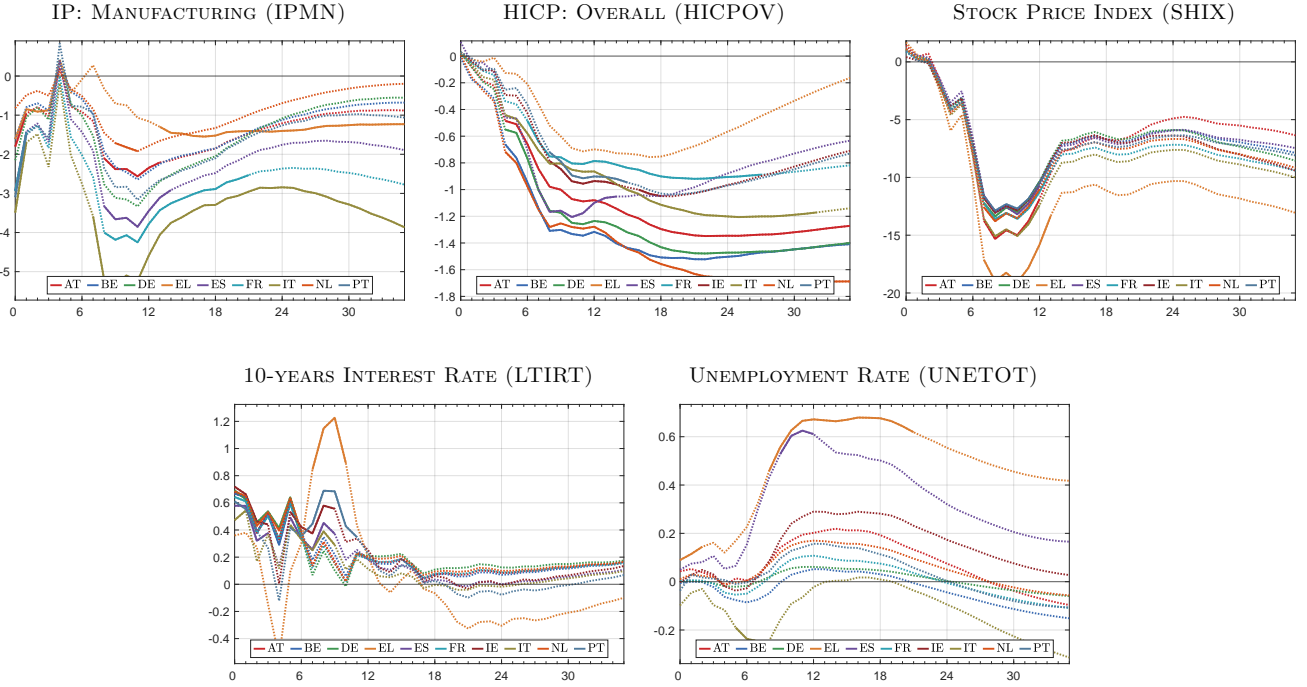 IP: Manufacturing (IPMN)
HICP: Overall (HICPOV)
Stock Price Index (SHIX)
0
-1
-2
-3
-4
-5
AT BE DE EL ES FR IT NL PT
0 6 12 18 24 30
0
-0.2
-0.4
-0.6
-0.8
-1.0
-1.2
-1.4
-1.6
-1.8
AT BE DE EL ES FR IE IT NL PT
0 6 12 18 24 30
0
-5
-10
-15
-20
AT BE DE EL ES FR IE IT NL PT
0 6 12 18 24 30
10-years Interest Rate (LTIRT)
Unemployment Rate (UNETOT)
1.2
1.0
0.8
0.6
0.4
0.2
0
-0.2
-0.4
AT BE DE EL ES FR IE IT NL PT
0 6 12 18 24 30
0.6
0.4
0.2
0
-0.2
AT BE DE EL ES FR IE IT NL PT
0 6 12 18 24 30